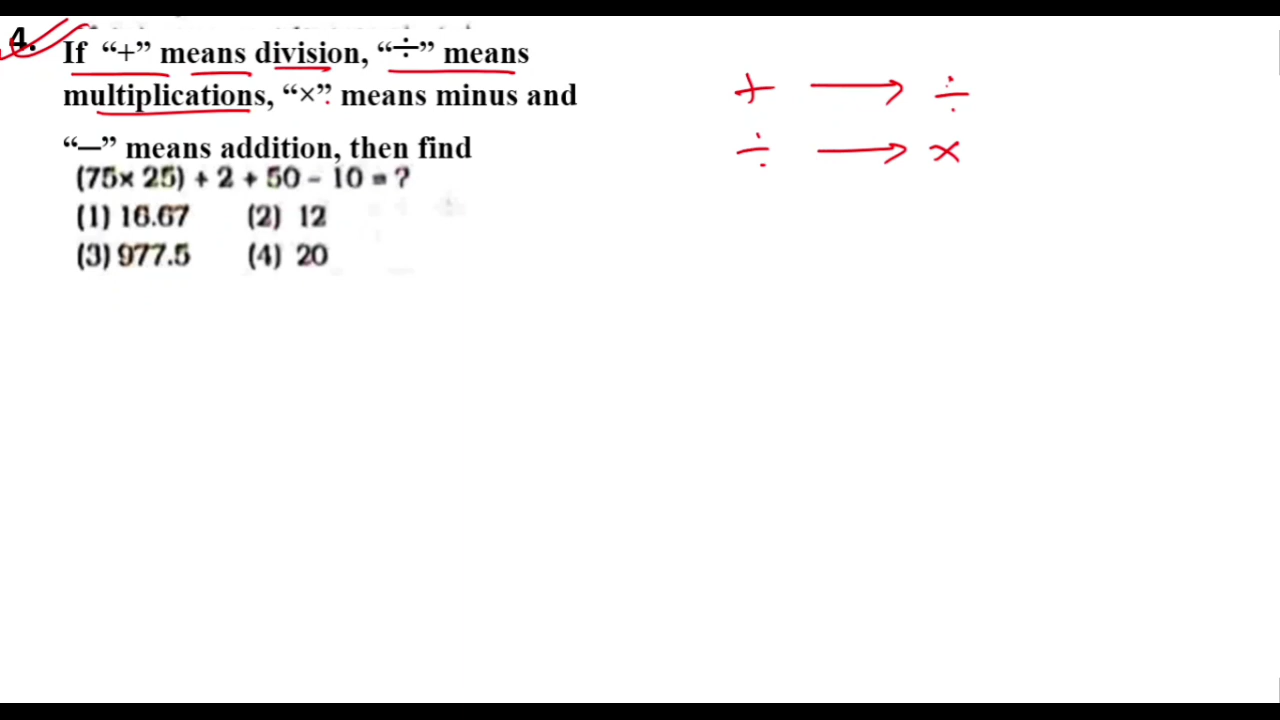 4.
If “+” means division, “÷” means
multiplications, “×” means minus and
“—” means addition, then find
(75× 25) + 2 + 50 - 10 = ?
(1) 16.67 (2) 12
(3) 977.5 (4) 20
+ ⟶ ÷
÷ ⟶ ×